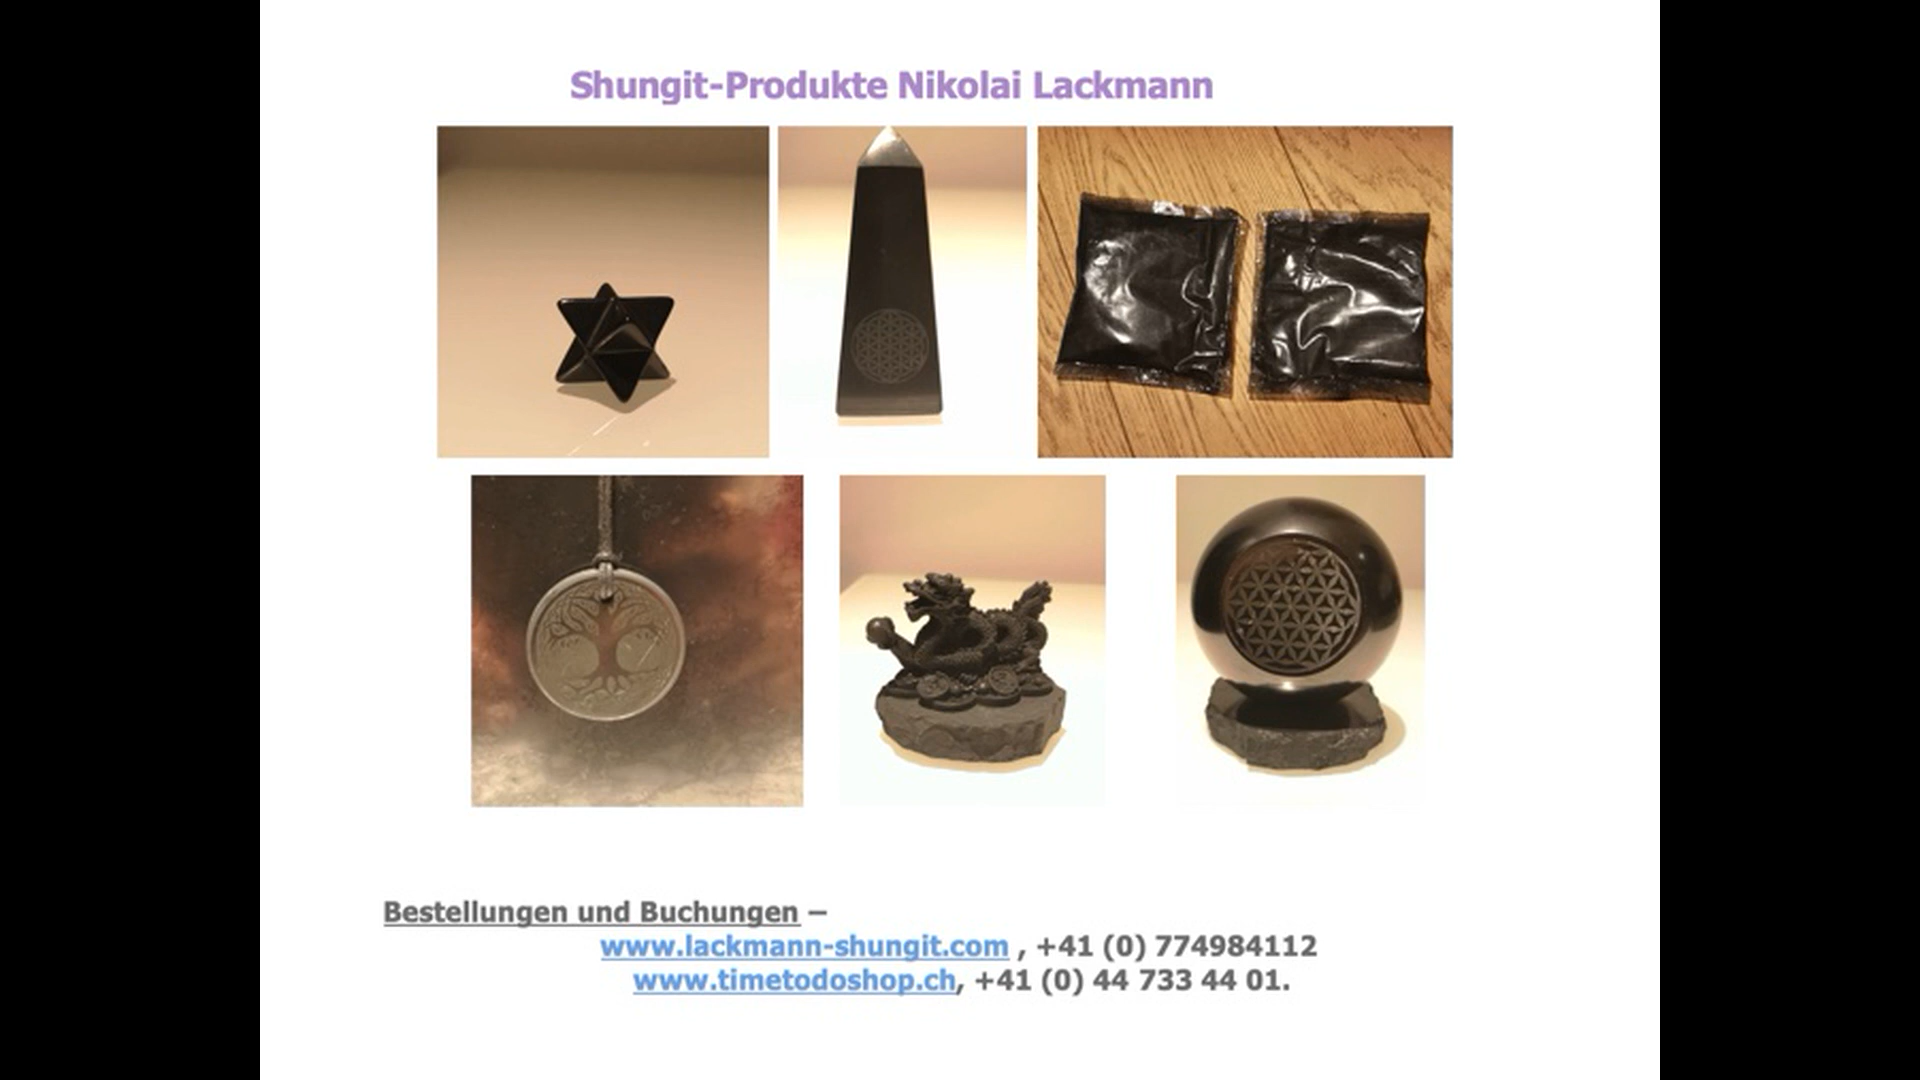 Shungit-Produkte Nikolai Lackmann
Bestellungen und Buchungen –
www.lackmann-shungit.com , +41 (0) 774984112
www.timetodoshop.ch, +41 (0) 44 733 44 01.